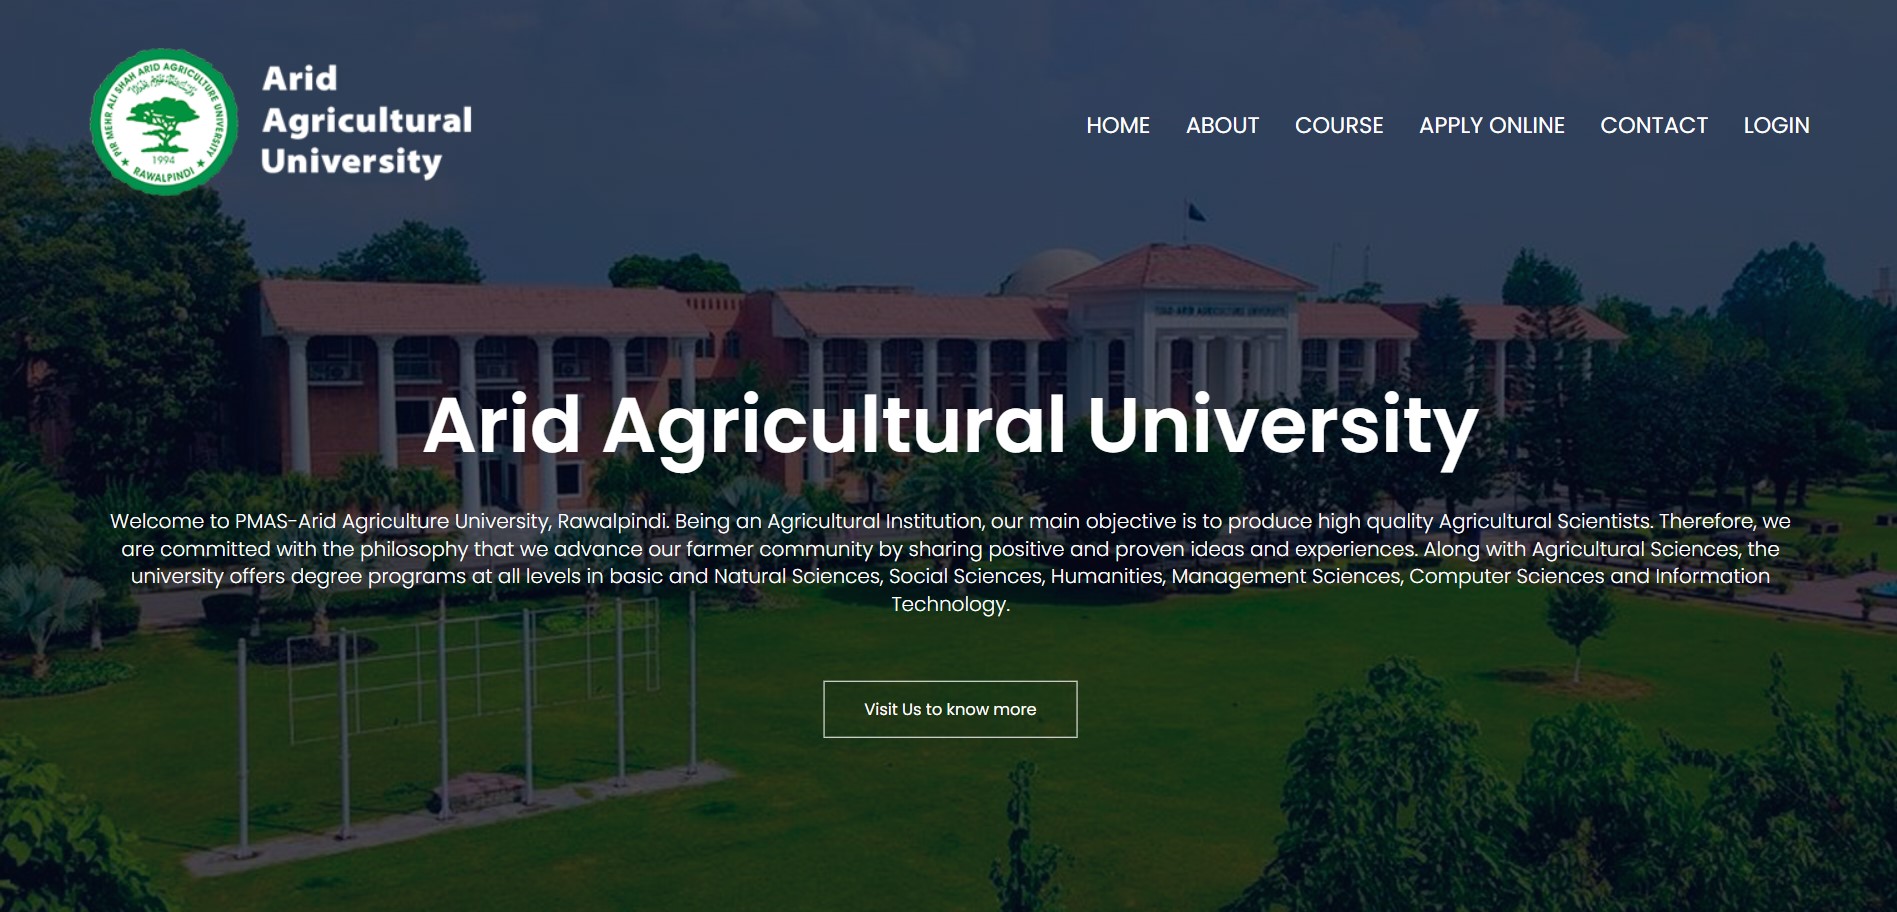 PIR MEHR ALI SHAH ARID AGRICULTURE UNIVERSITY
1994
RAWALPINDI
Arid
Agricultural
University
HOME ABOUT COURSE APPLY ONLINE CONTACT LOGIN
ARID AGRICULTURE UNIVERSITY
Arid Agricultural University
Welcome to PMAS-Arid Agriculture University, Rawalpindi. Being an Agricultural Institution, our main objective is to produce high quality Agricultural Scientists. Therefore, we
are committed with the philosophy that we advance our farmer community by sharing positive and proven ideas and experiences. Along with Agricultural Sciences, the
university offers degree programs at all levels in basic and Natural Sciences, Social Sciences, Humanities, Management Sciences, Computer Sciences and Information
Technology.
Visit Us to know more